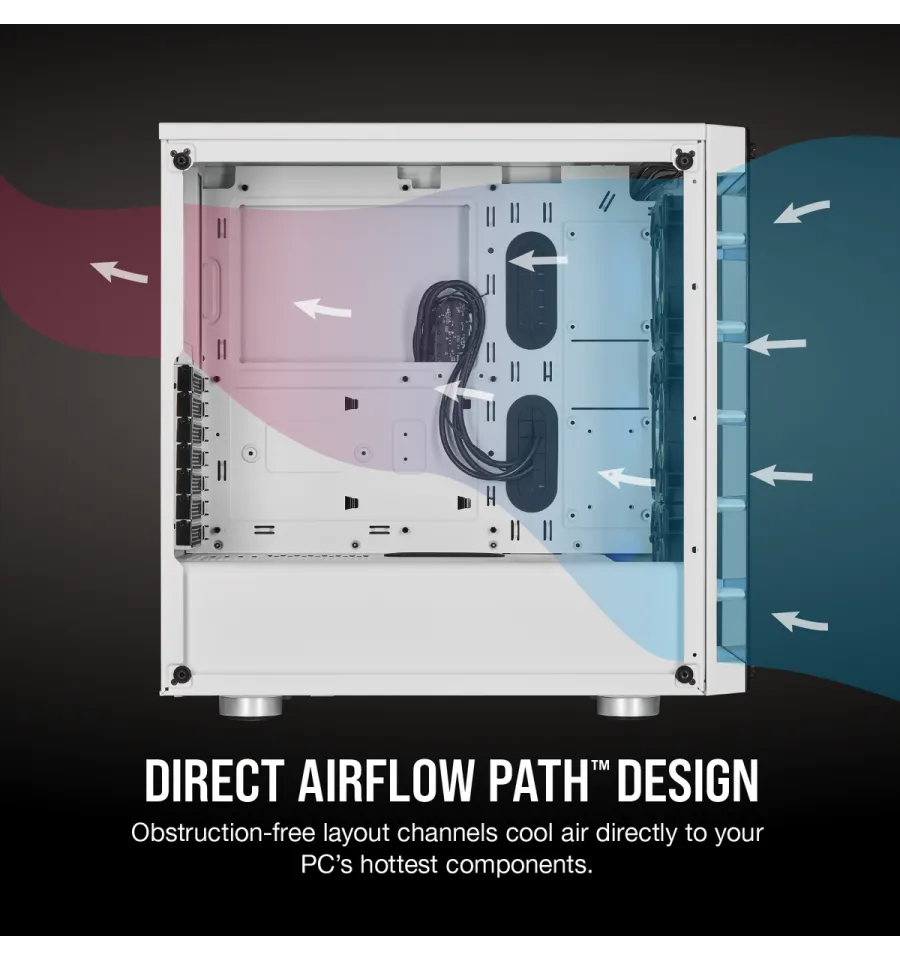 DIRECT AIRFLOW PATH™ DESIGN
Obstruction-free layout channels cool air directly to your
PC’s hottest components.